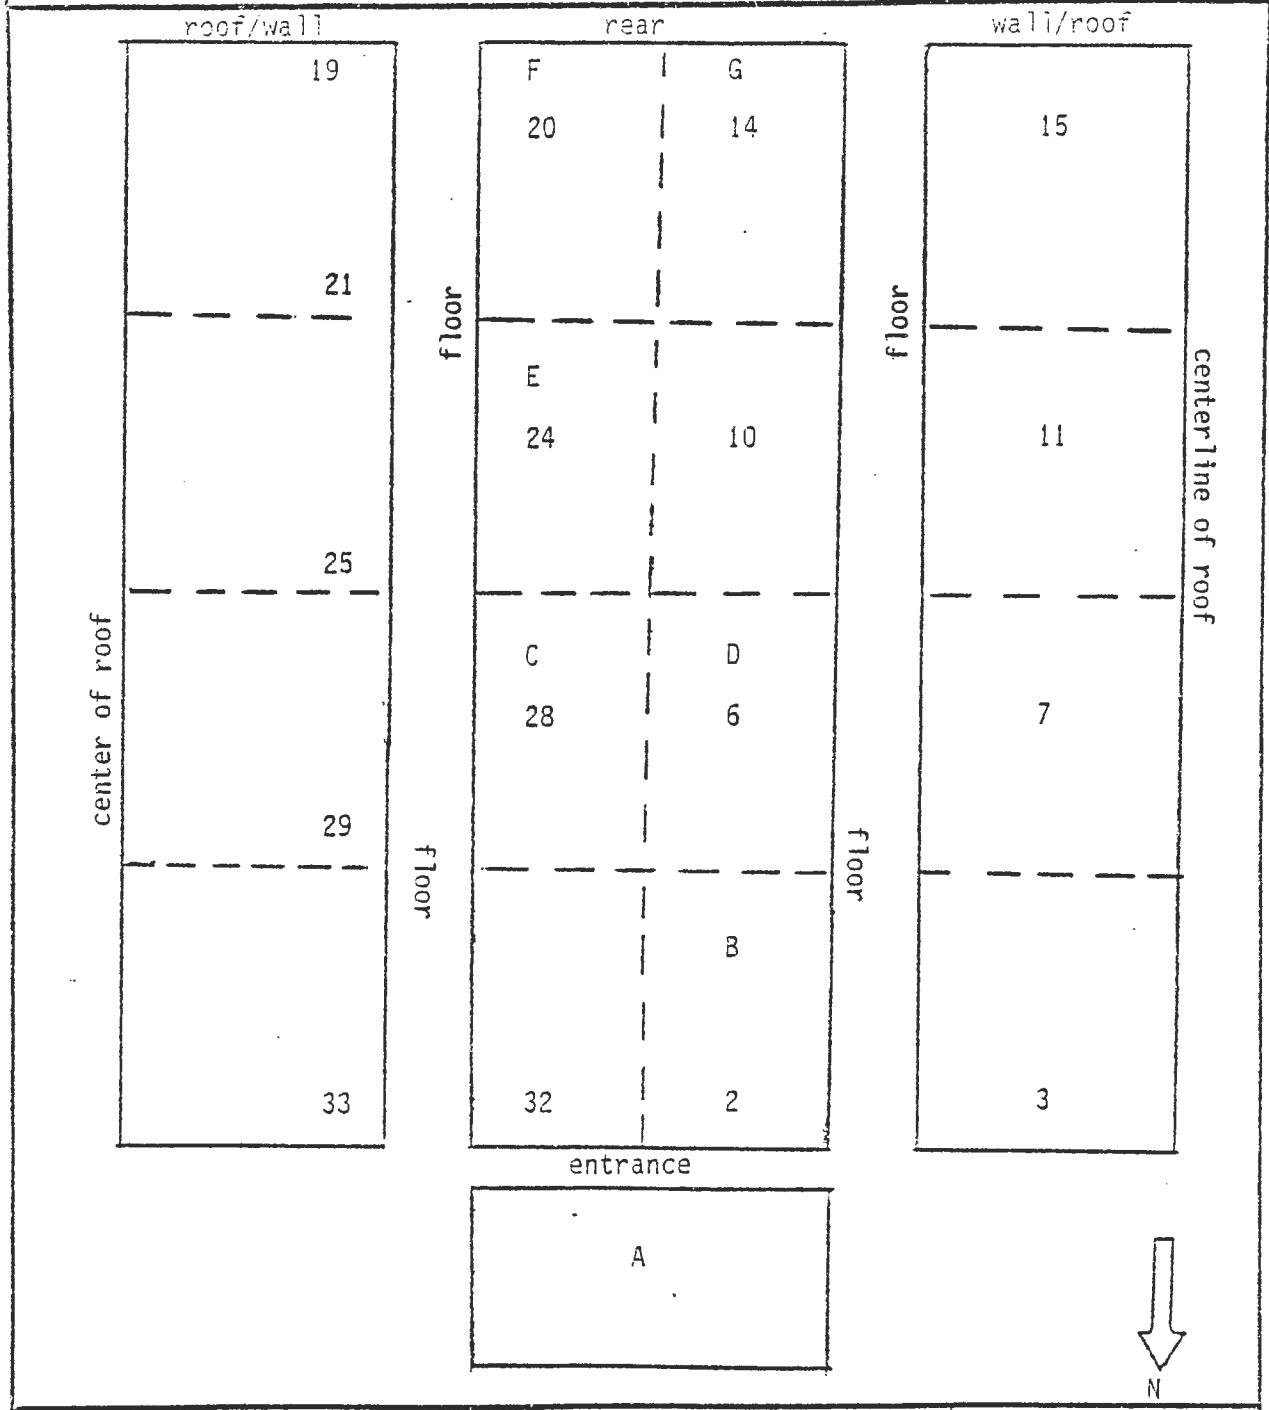 roof/wall rear wall/roof
19 F G
20 14 15
21
floor floor
E centerline of roof
24 10 11
25
C D
center of roof
28 6 7
29
floor floor
B
33 32 2 3
entrance
A
N